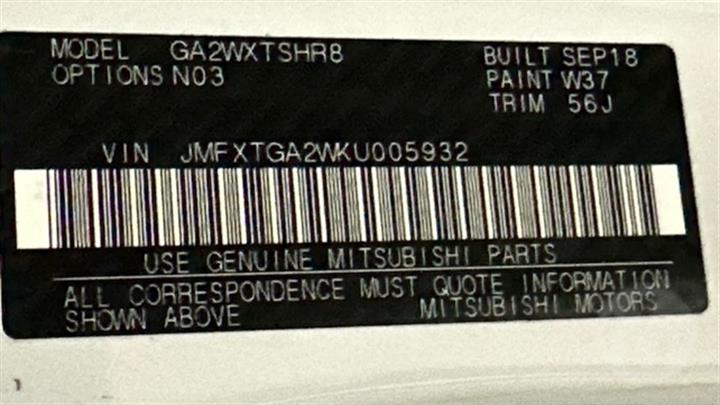 MODEL GA2WXTSHR8 BUILT SEP18
OPTIONS N03 PAINT W37
TRIM 56J
VIN JMFXTGA2WKU005932
USE GENUINE MITSUBISHI PARTS
ALL CORRESPONDENCE MUST QUOTE INFORMATION
SHOWN ABOVE MITSUBISHI MOTORS